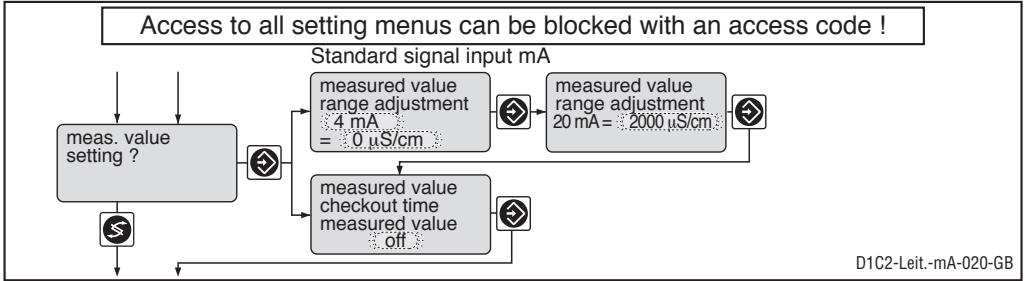 Access to all setting menus can be blocked with an access code !
Standard signal input mA
measured value
range adjustment
4 mA
= 0 µS/cm
measured value
range adjustment
20 mA = 2000 µS/cm
meas. value
setting ?
measured value
checkout time
measured value
off
D1C2-Leit.-mA-020-GB